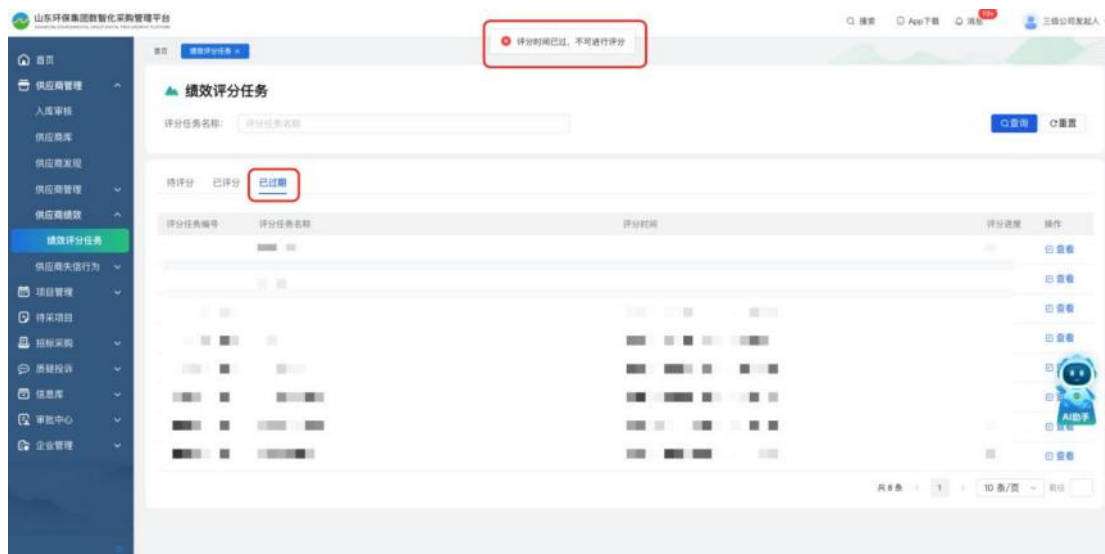 山东环保集团数智化采购管理平台
搜索 App下载 消息 10+ 三级公司发起人
首页 绩效评分任务 ×
评分时间已过，不可进行评分
首页
供应商管理
入库审核
供应商库
供应商发现
供应商管理
供应商绩效
绩效评分任务
供应商失信行为
项目管理
待采项目
招标采购
质疑投诉
信息库
审批中心
企业管理
绩效评分任务
评分任务名称： 评分任务名称
查询 重置
待评分 已评分 已过期
评分任务编号 评分任务名称 评分时间 评分进度 操作
查看
查看
查看
查看
查看
AI助手
查看
共 8 条 1 10 条/页 前往